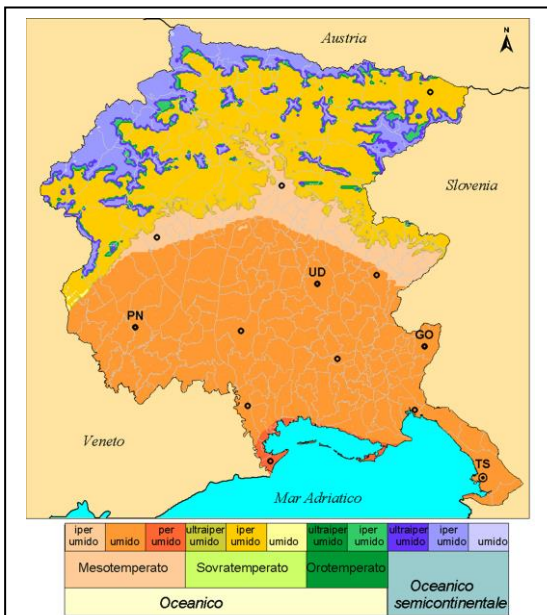 Austria
N
Slovenia
UD
PN
GO
Veneto
TS
Mar Adriatico
iper umido
umido
per umido
ultraiper umido
iper umido
umido
ultraiper umido
iper umido
ultraiper umido
iper umido
umido
Mesotemperato
Sovratemperato
Orotemperato
Oceanico
Oceanico
semicontinentale